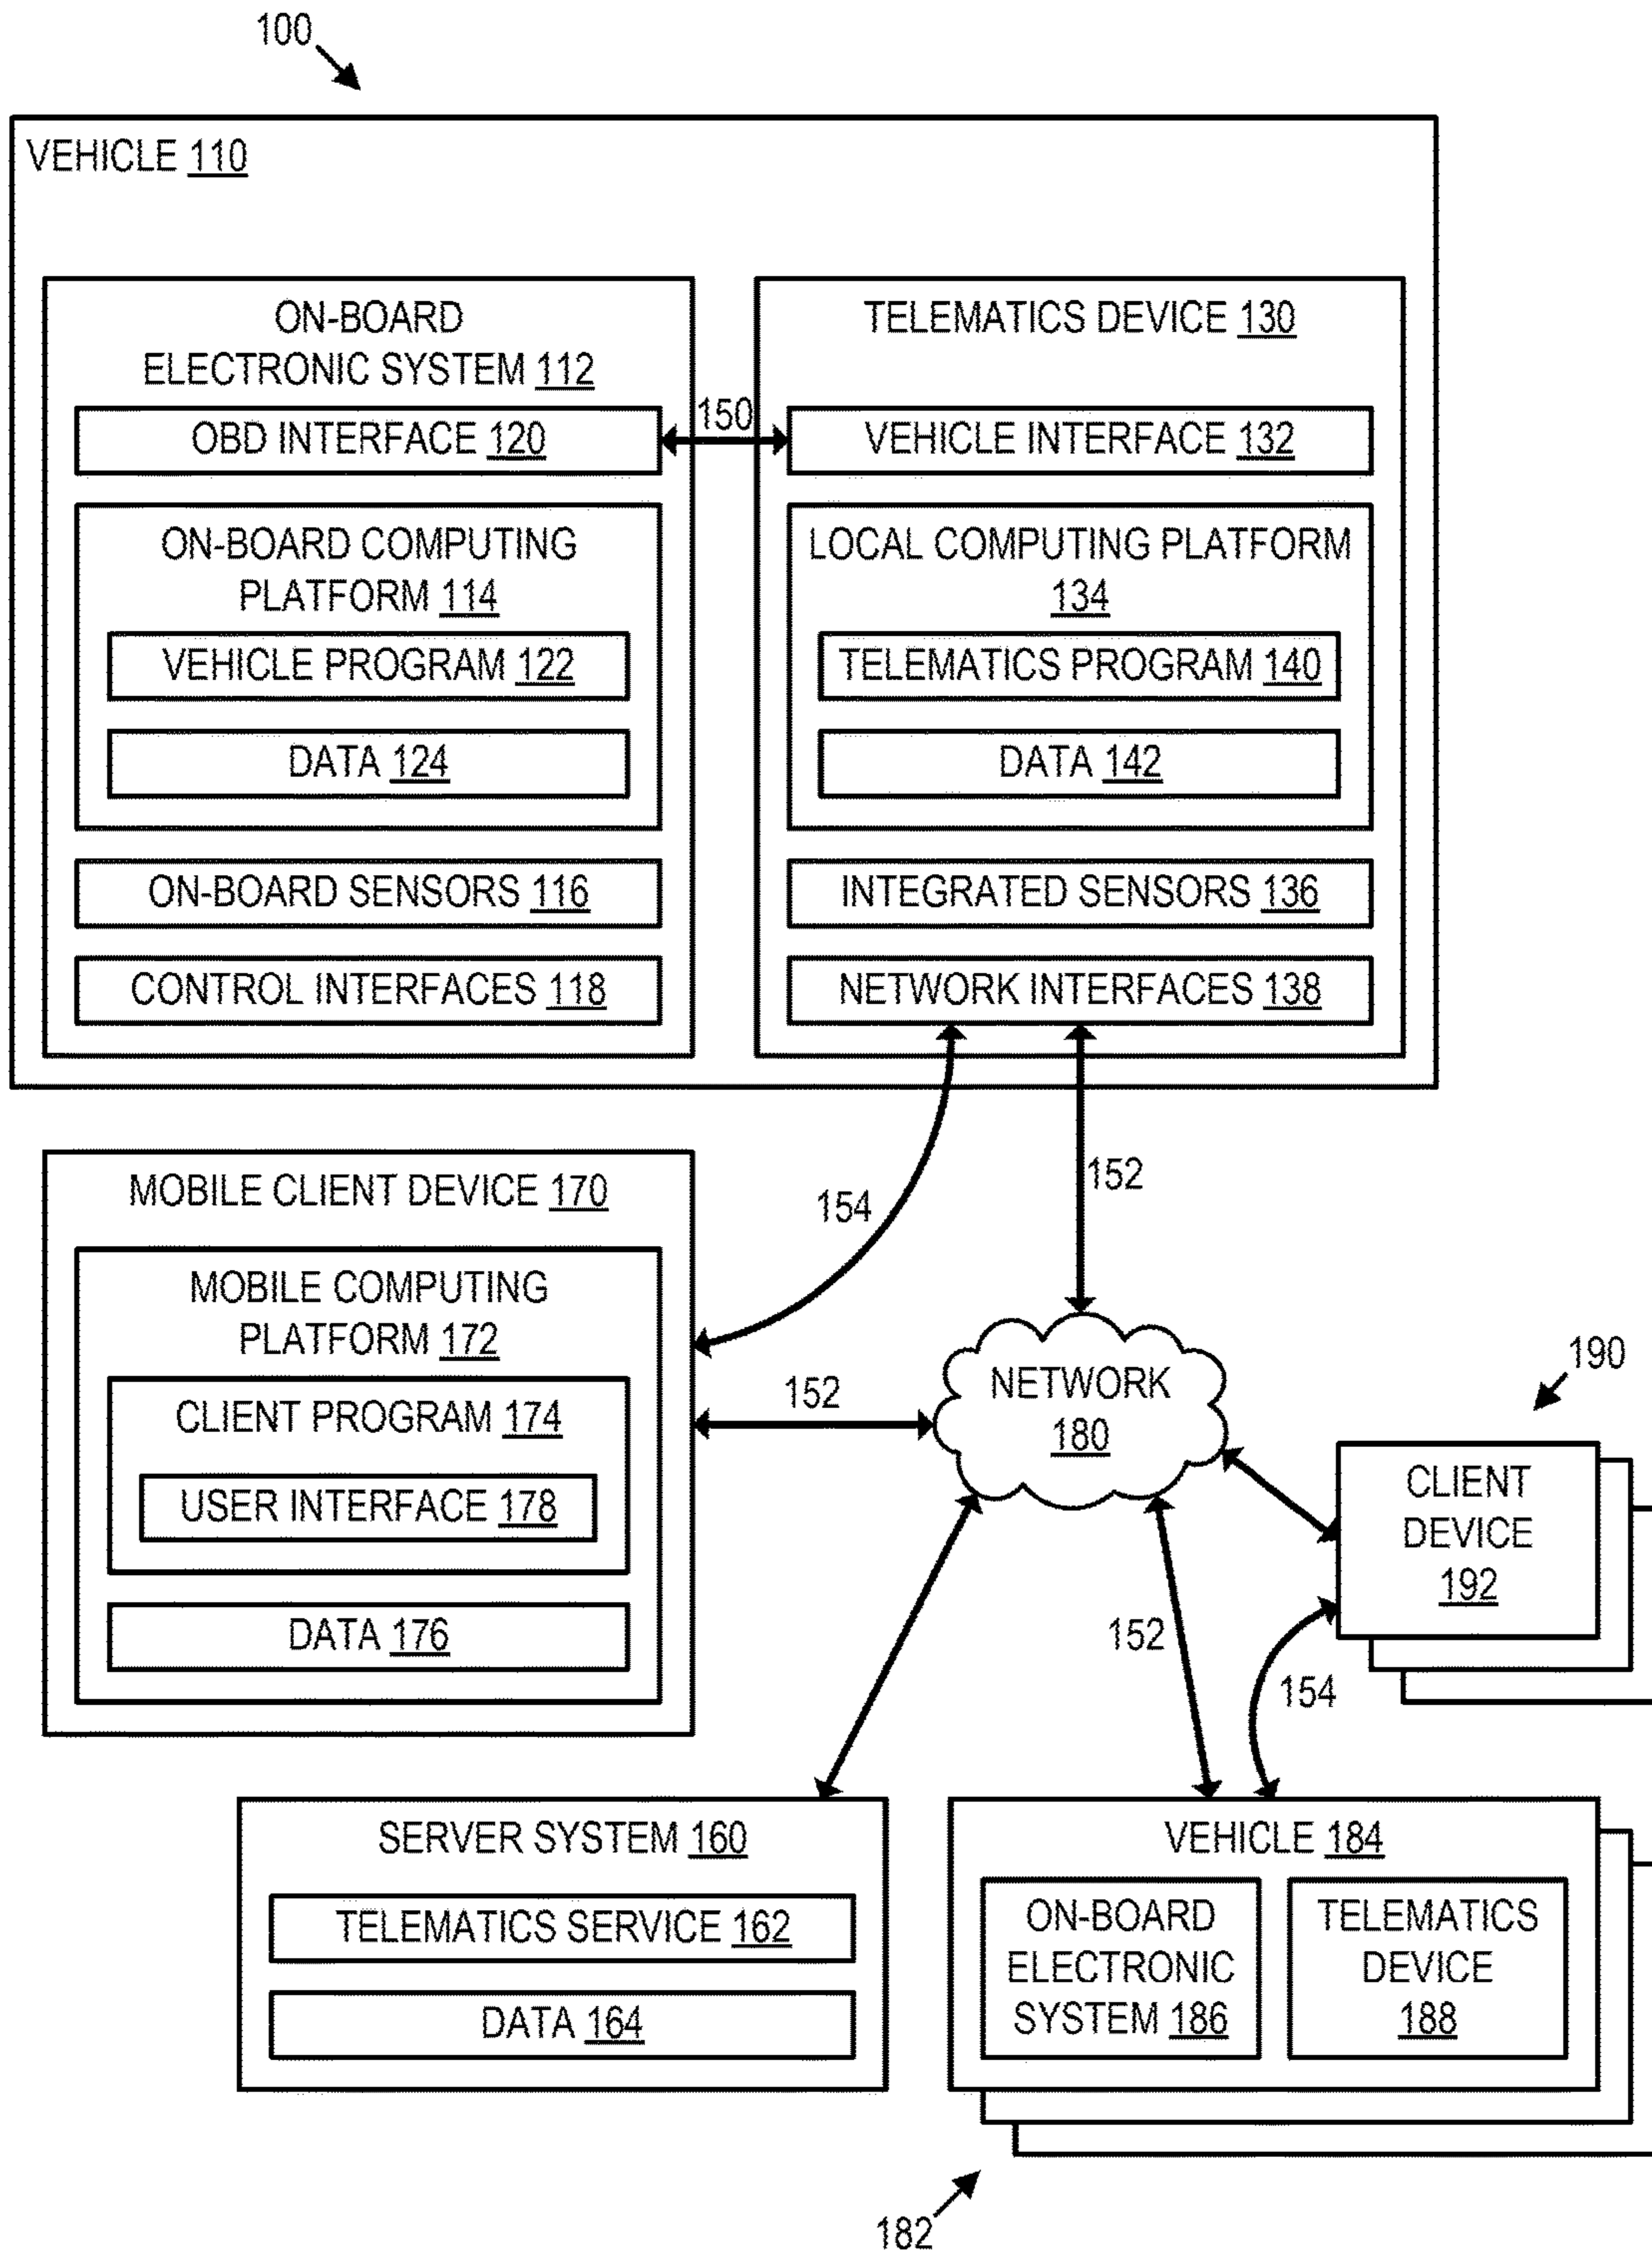 100
VEHICLE 110
ON-BOARD
ELECTRONIC SYSTEM 112
OBD INTERFACE 120
ON-BOARD COMPUTING
PLATFORM 114
VEHICLE PROGRAM 122
DATA 124
ON-BOARD SENSORS 116
CONTROL INTERFACES 118
150
TELEMATICS DEVICE 130
VEHICLE INTERFACE 132
LOCAL COMPUTING PLATFORM
134
TELEMATICS PROGRAM 140
DATA 142
INTEGRATED SENSORS 136
NETWORK INTERFACES 138
154
152
MOBILE CLIENT DEVICE 170
MOBILE COMPUTING
PLATFORM 172
CLIENT PROGRAM 174
USER INTERFACE 178
DATA 176
152
NETWORK
180
190
CLIENT
DEVICE
192
152
154
SERVER SYSTEM 160
TELEMATICS SERVICE 162
DATA 164
VEHICLE 184
ON-BOARD
ELECTRONIC
SYSTEM 186
TELEMATICS
DEVICE
188
182